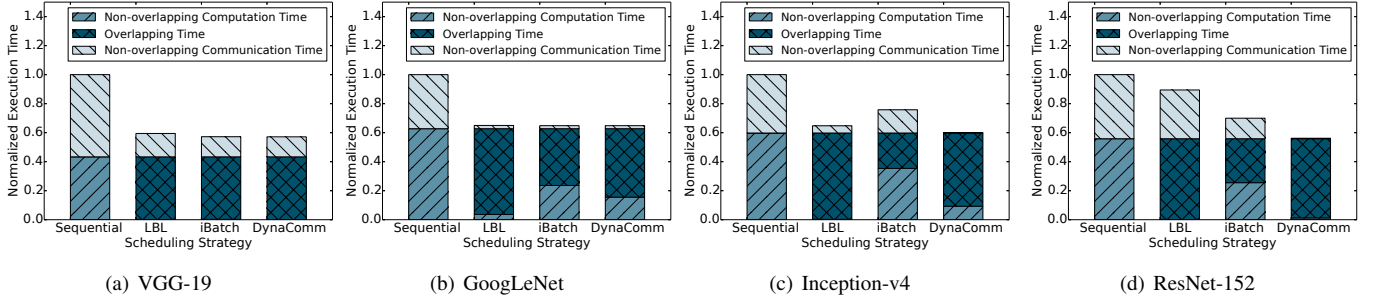 Normalized Execution Time
1.4
1.2
1.0
0.8
0.6
0.4
0.2
0.0
Non-overlapping Computation Time
Overlapping Time
Non-overlapping Communication Time
Sequential LBL iBatch DynaComm
Scheduling Strategy
(a) VGG-19
Normalized Execution Time
1.4
1.2
1.0
0.8
0.6
0.4
0.2
0.0
Non-overlapping Computation Time
Overlapping Time
Non-overlapping Communication Time
Sequential LBL iBatch DynaComm
Scheduling Strategy
(b) GoogLeNet
Normalized Execution Time
1.4
1.2
1.0
0.8
0.6
0.4
0.2
0.0
Non-overlapping Computation Time
Overlapping Time
Non-overlapping Communication Time
Sequential LBL iBatch DynaComm
Scheduling Strategy
(c) Inception-v4
Normalized Execution Time
1.4
1.2
1.0
0.8
0.6
0.4
0.2
0.0
Non-overlapping Computation Time
Overlapping Time
Non-overlapping Communication Time
Sequential LBL iBatch DynaComm
Scheduling Strategy
(d) ResNet-152